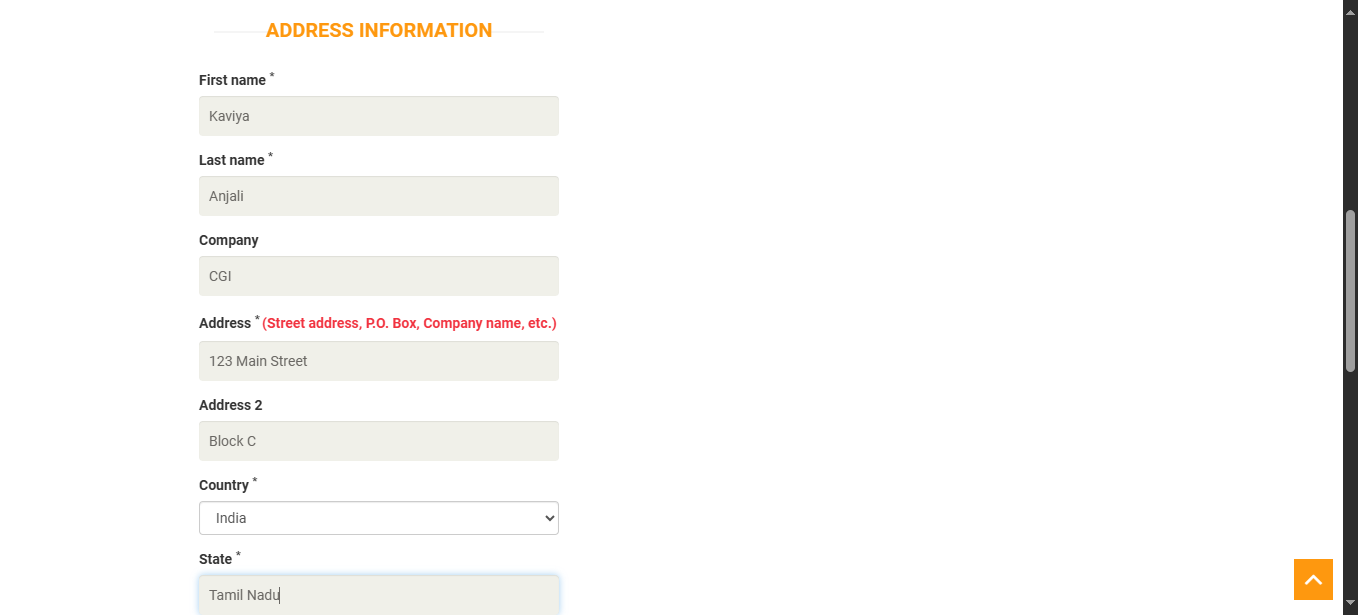 ADDRESS INFORMATION
First name *
Kaviya
Last name *
Anjali
Company
CGI
Address * (Street address, P.O. Box, Company name, etc.)
123 Main Street
Address 2
Block C
Country *
India
State *
Tamil Nadu